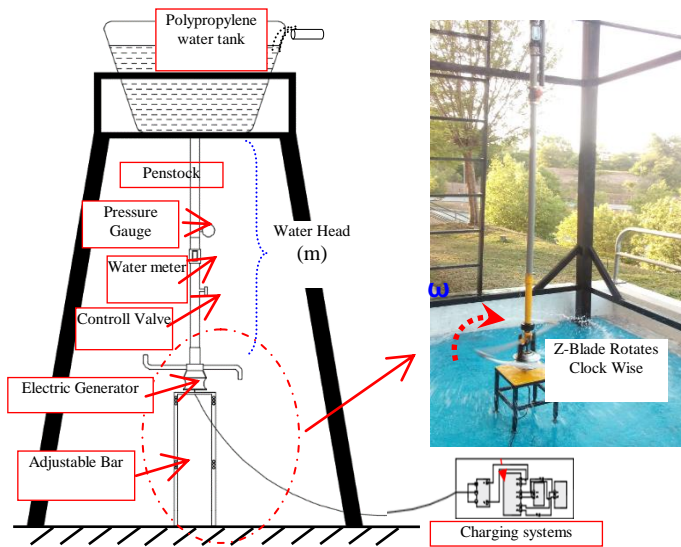 Polypropylene
water tank
Penstock
Pressure
Gauge
Water Head
(m)
Water meter
Controll Valve
Electric Generator
Adjustable Bar
ω
Z-Blade Rotates
Clock Wise
Charging systems